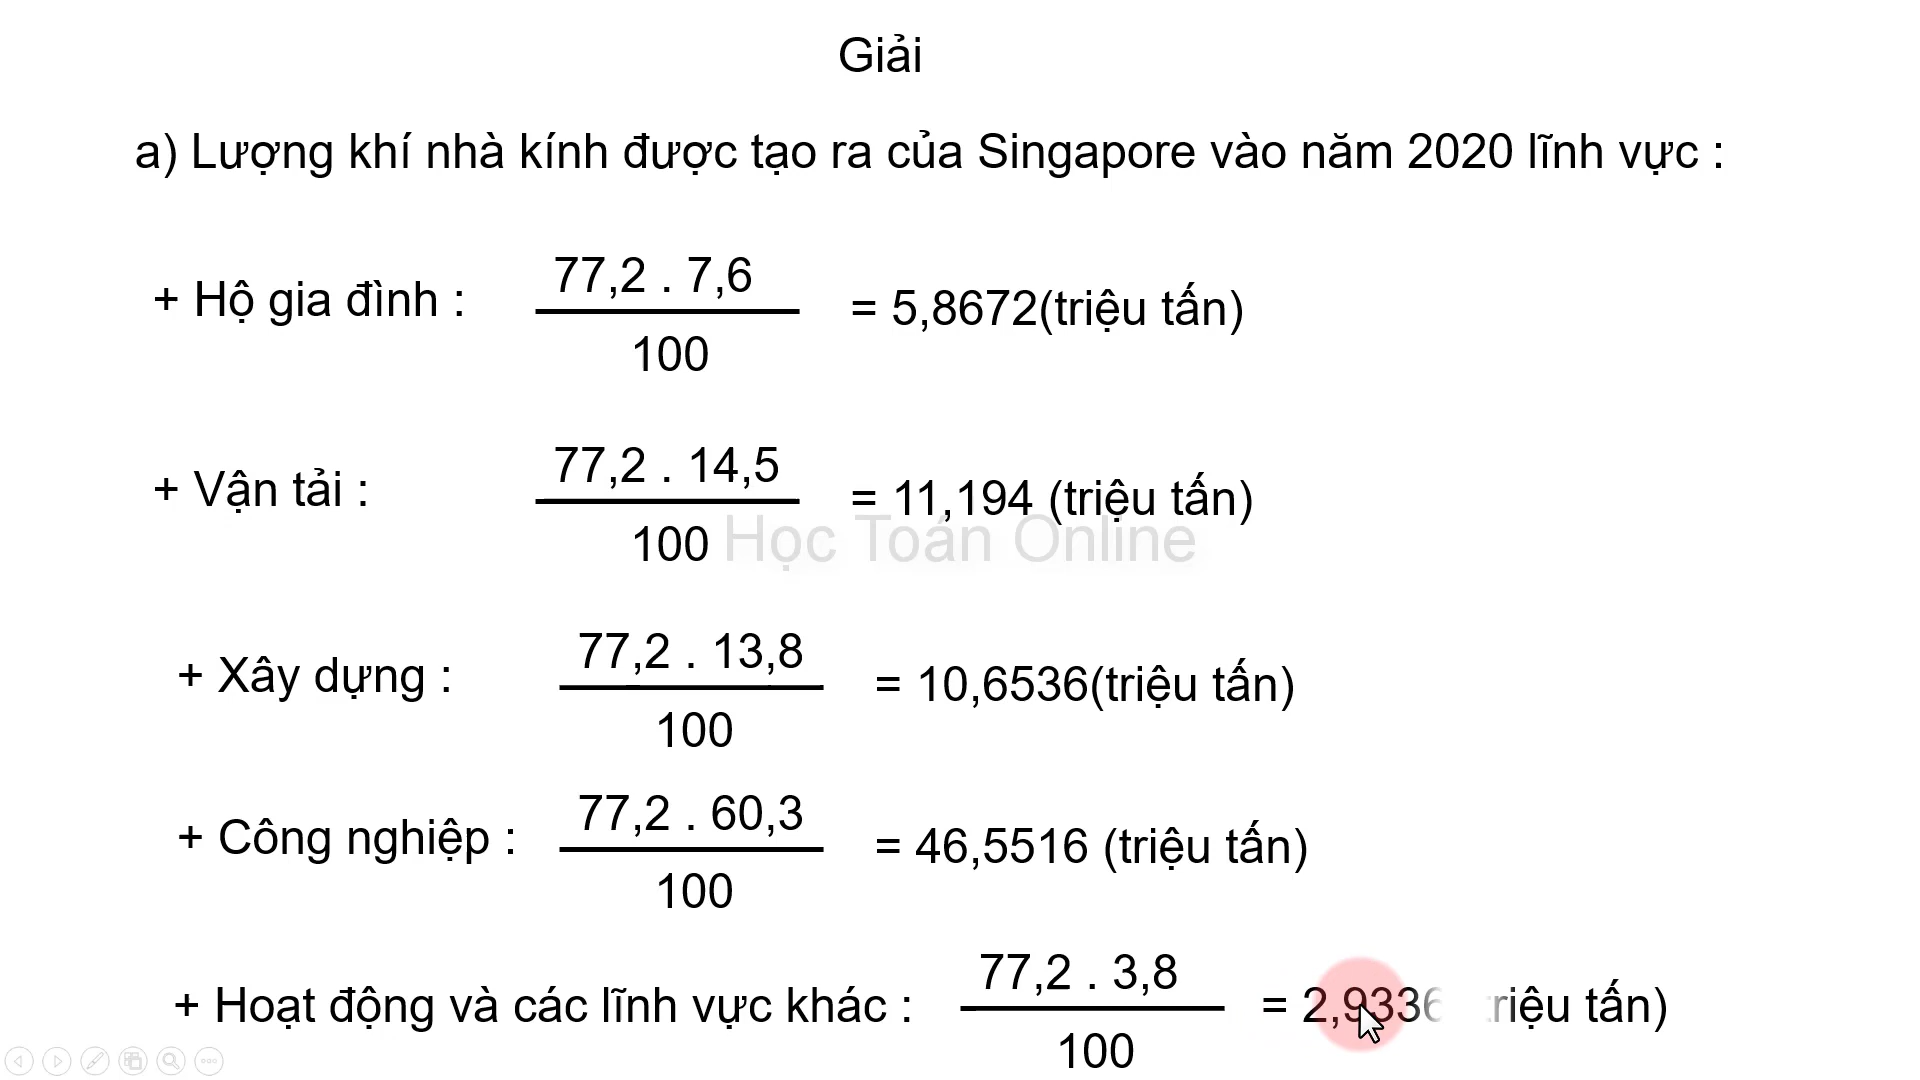 Giải
a) Lượng khí nhà kính được tạo ra của Singapore vào năm 2020 lĩnh vực :
+ Hộ gia đình : 77,2 . 7,6 / 100 = 5,8672(triệu tấn)
+ Vận tải : 77,2 . 14,5 / 100 = 11,194 (triệu tấn)
Học Toán Online
+ Xây dựng : 77,2 . 13,8 / 100 = 10,6536(triệu tấn)
+ Công nghiệp : 77,2 . 60,3 / 100 = 46,5516 (triệu tấn)
+ Hoạt động và các lĩnh vực khác : 77,2 . 3,8 / 100 = 2,9336 triệu tấn)